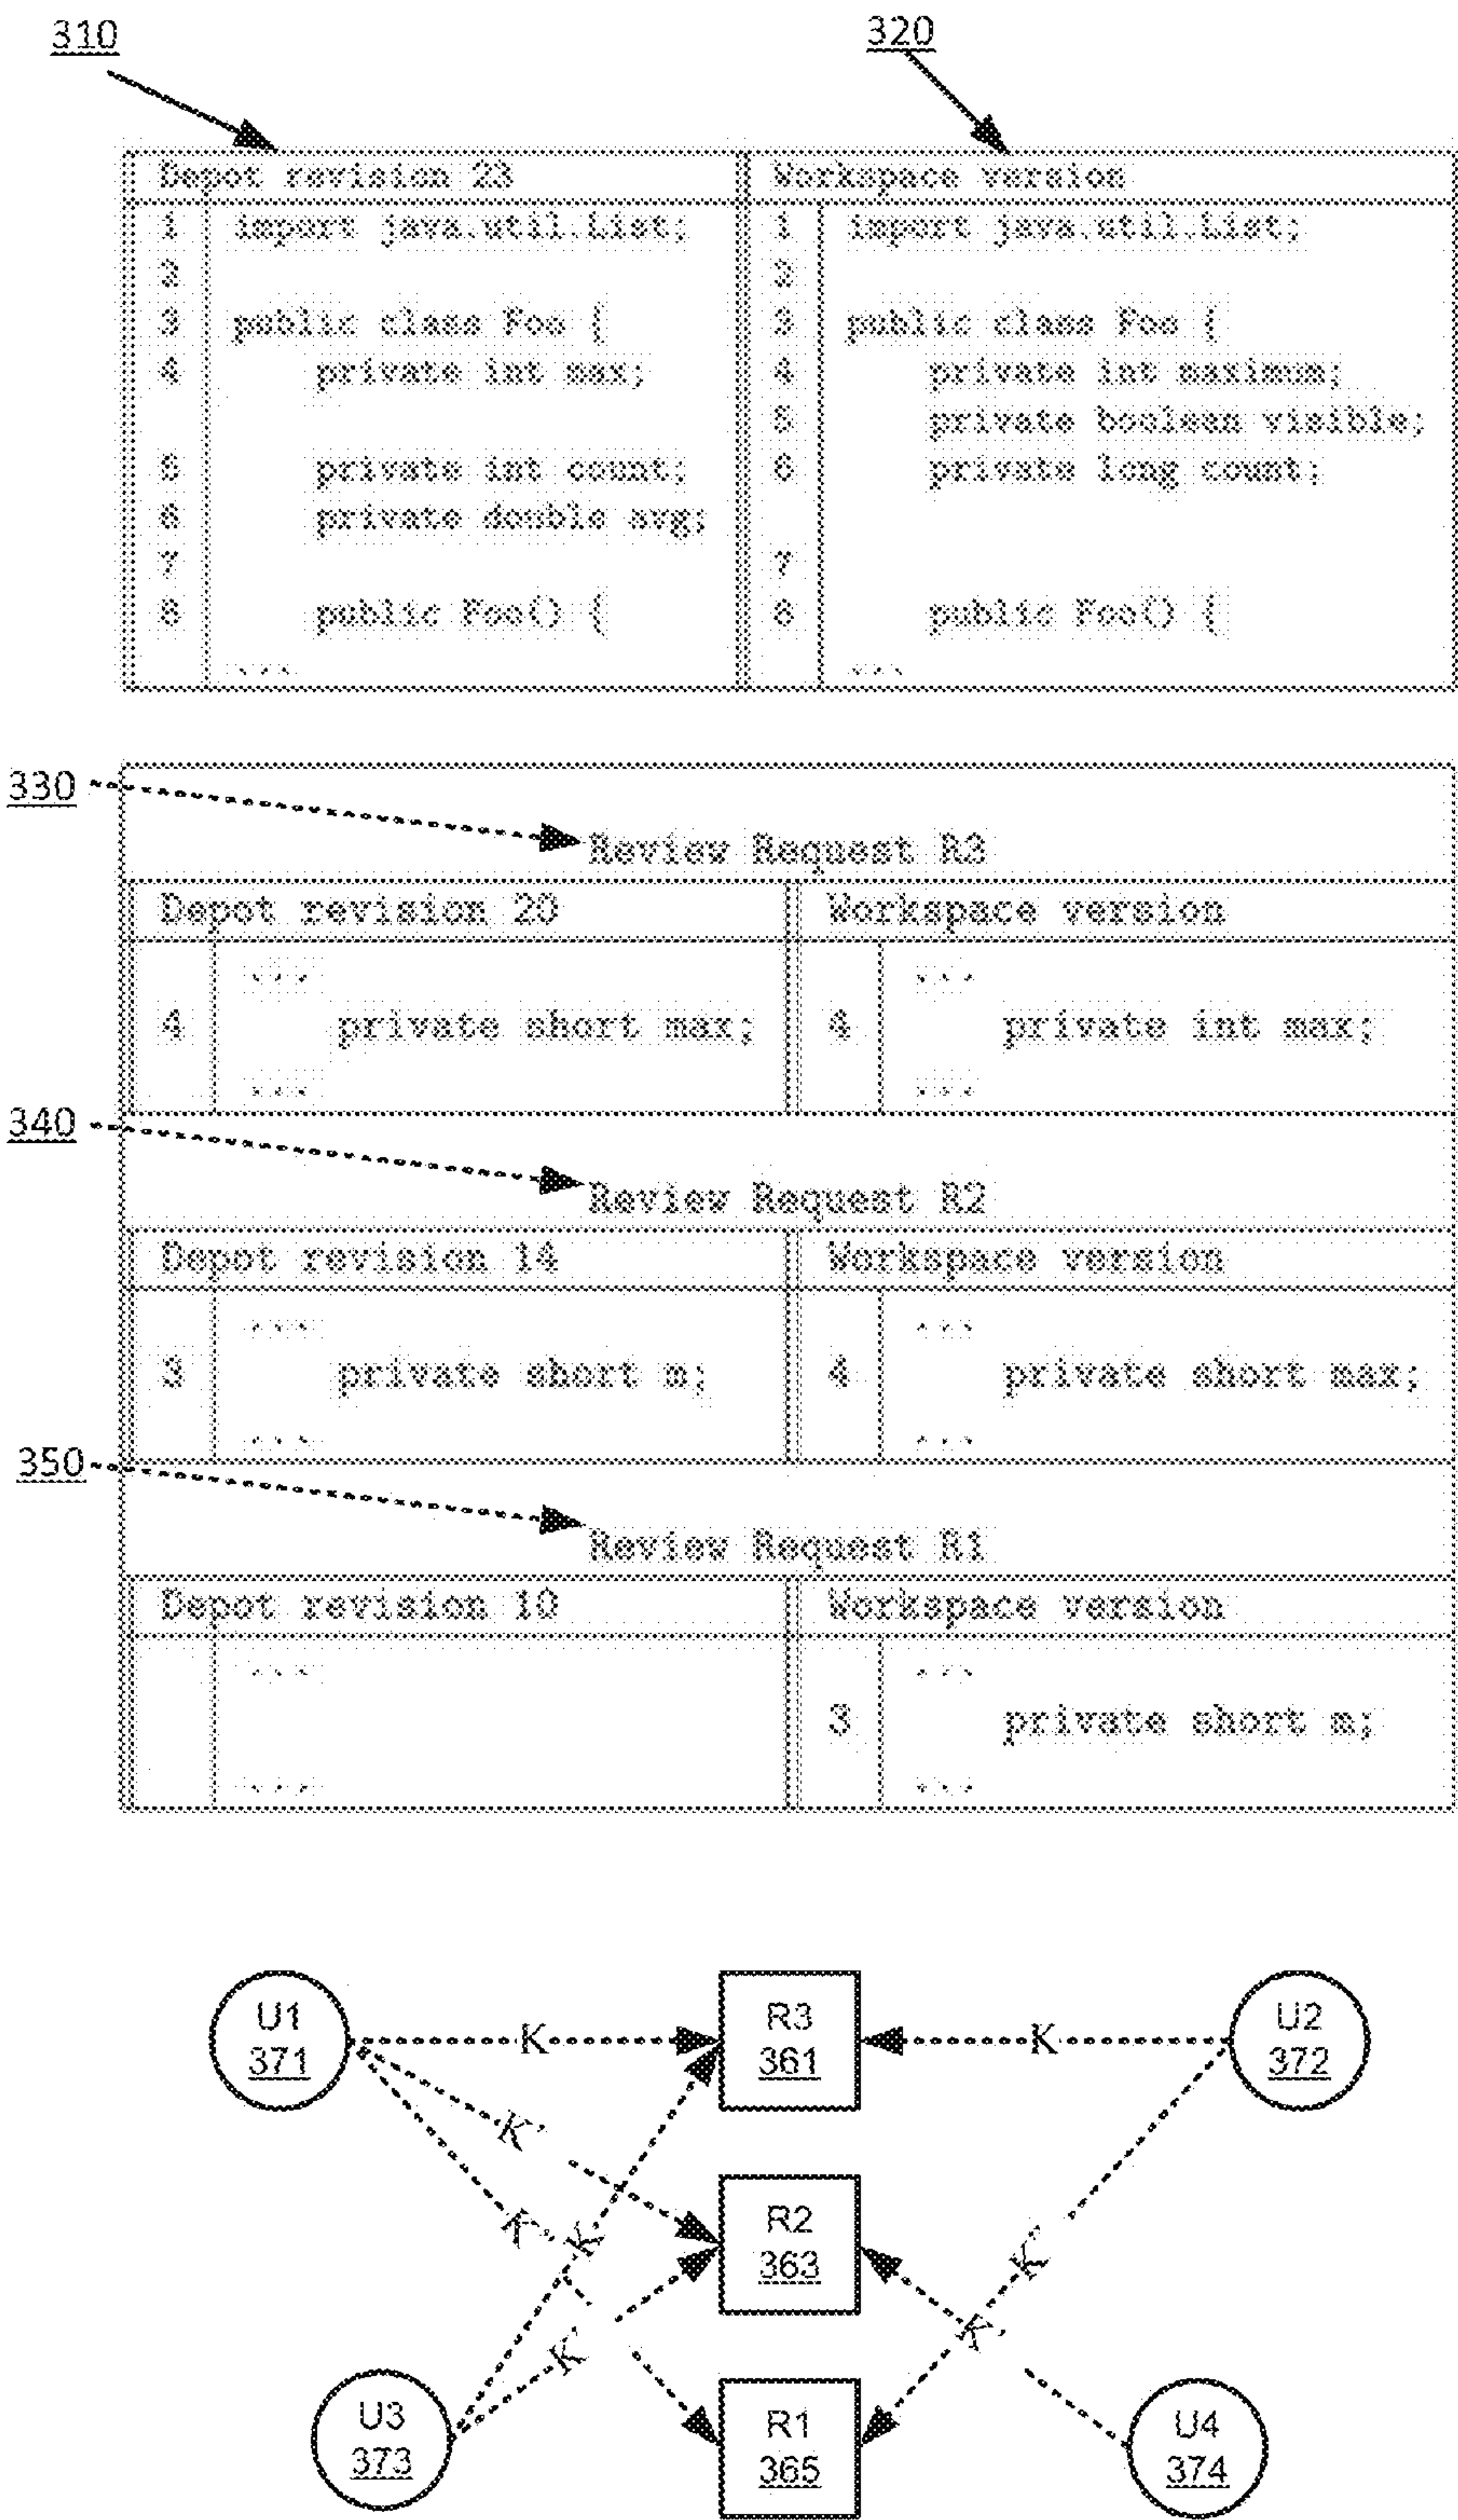 310 320
Depot revision 23 Workspace version
1 import java.util.List; 1 import java.util.List;
2 2
3 public class Foo { 3 public class Foo {
4 private int max; 4 private int maximum;
5 private boolean visible;
5 private int count; 6 private long count;
6 private double avg;
7 7
8 public Foo() { 8 public Foo() {
... ...
330
Review Request R3
Depot revision 20 Workspace version
... ...
4 private short max; 4 private int max;
... ...
340
Review Request R2
Depot revision 14 Workspace version
... ...
3 private short m; 4 private short max;
... ...
350
Review Request R1
Depot revision 10 Workspace version
... ...
3 private short m;
... ...
U1 R3 U2
371 K 361 K 372
K'
K K R2 K
363
K K'
U3 R1 U4
373 365 374